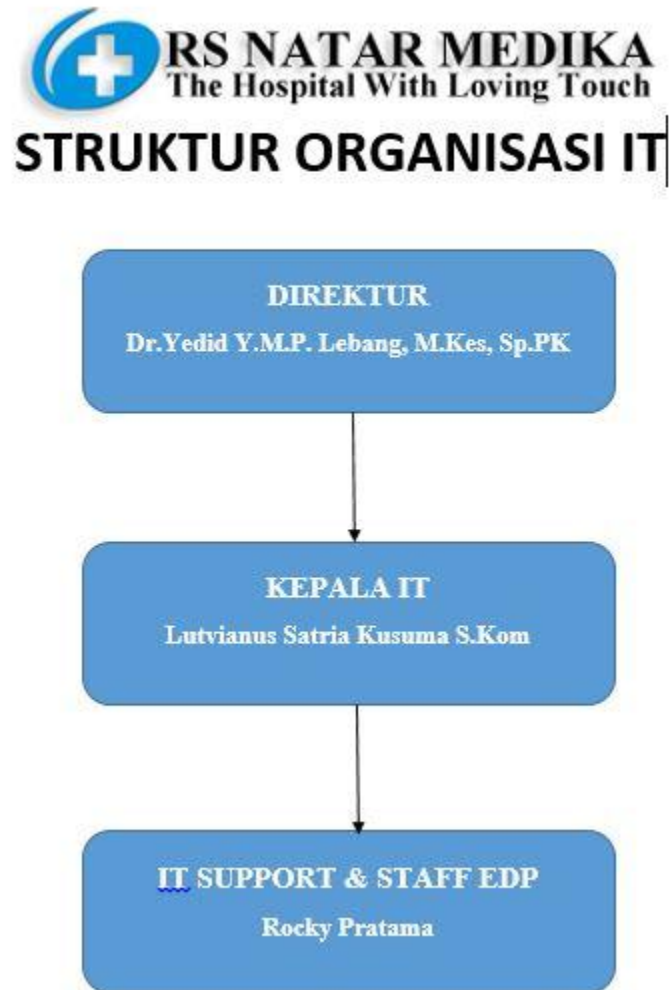 RS NATAR MEDIKA
The Hospital With Loving Touch
STRUKTUR ORGANISASI IT
DIREKTUR
Dr.Yedid Y.M.P. Lebang, M.Kes, Sp.PK
KEPALA IT
Lutvianus Satria Kusuma S.Kom
IT SUPPORT & STAFF EDP
Rocky Pratama